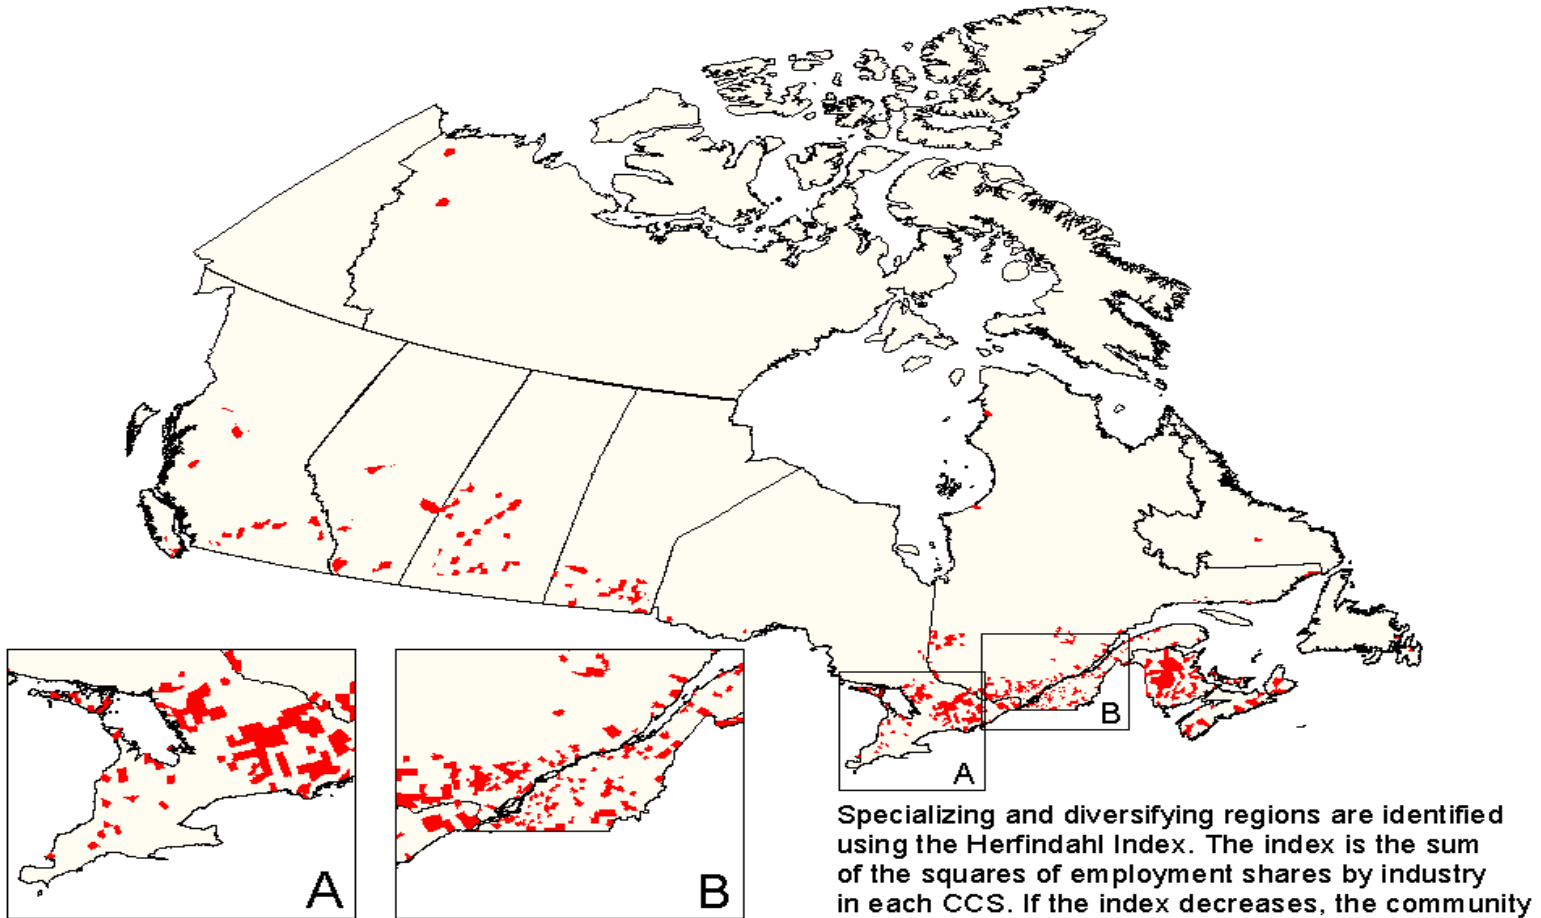 A
B
A
B
Specializing and diversifying regions are identified
using the Herfindahl Index. The index is the sum
of the squares of employment shares by industry
in each CCS. If the index decreases, the community